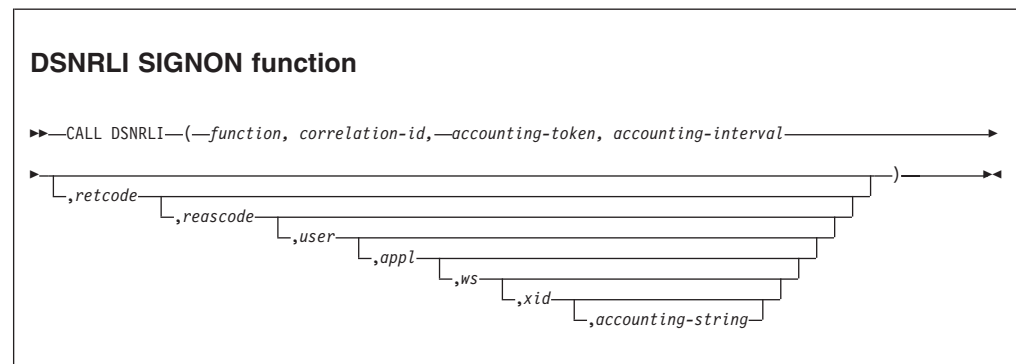 DSNRLI SIGNON function
CALL DSNRLI ( function, correlation-id, accounting-token, accounting-interval
)
,retcode
,reascode
,user
,appl
,ws
,xid
,accounting-string